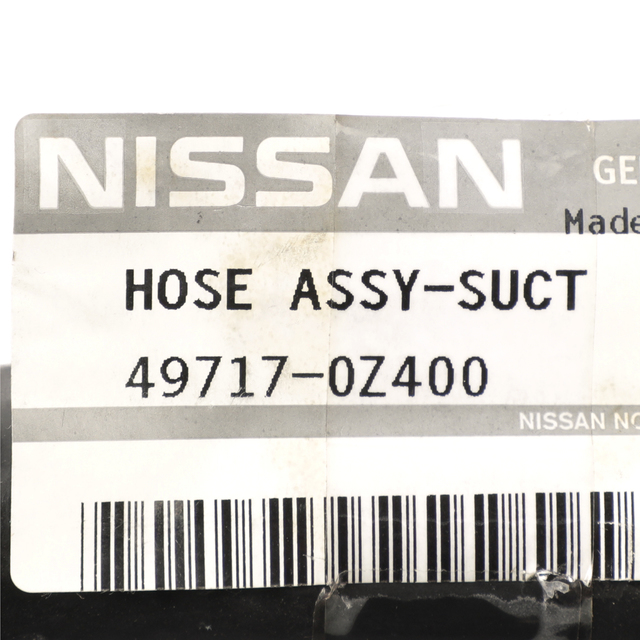 NISSAN
GE
Made
HOSE ASSY-SUCT
49717-0Z400
NISSAN NO